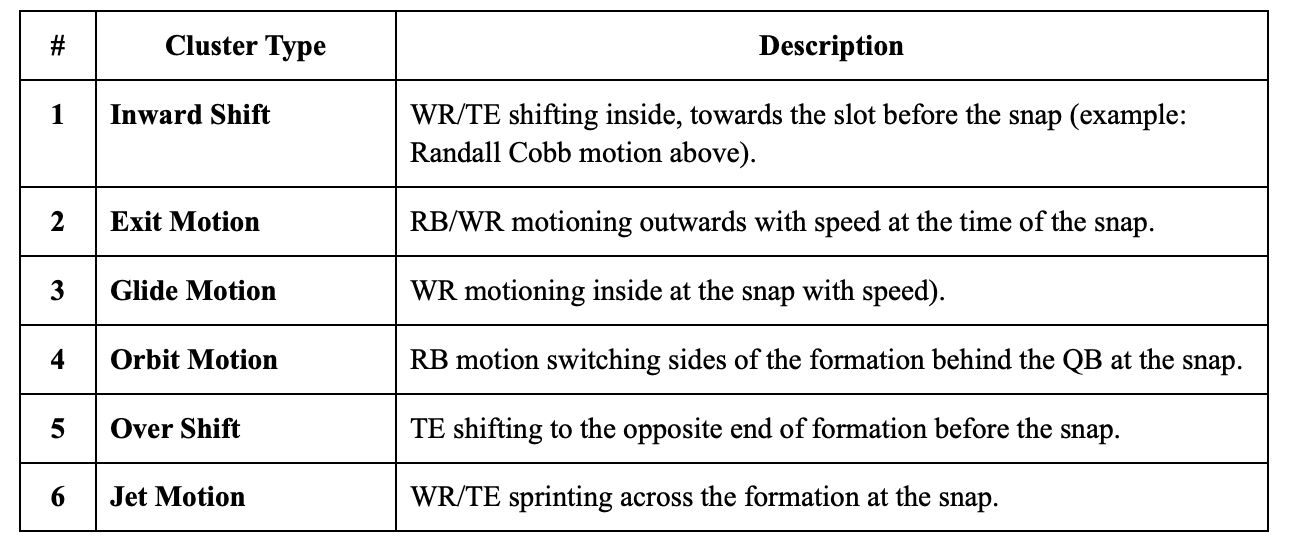 # Cluster Type Description
1 Inward Shift WR/TE shifting inside, towards the slot before the snap (example:
Randall Cobb motion above).
2 Exit Motion RB/WR motioning outwards with speed at the time of the snap.
3 Glide Motion WR motioning inside at the snap with speed).
4 Orbit Motion RB motion switching sides of the formation behind the QB at the snap.
5 Over Shift TE shifting to the opposite end of formation before the snap.
6 Jet Motion WR/TE sprinting across the formation at the snap.